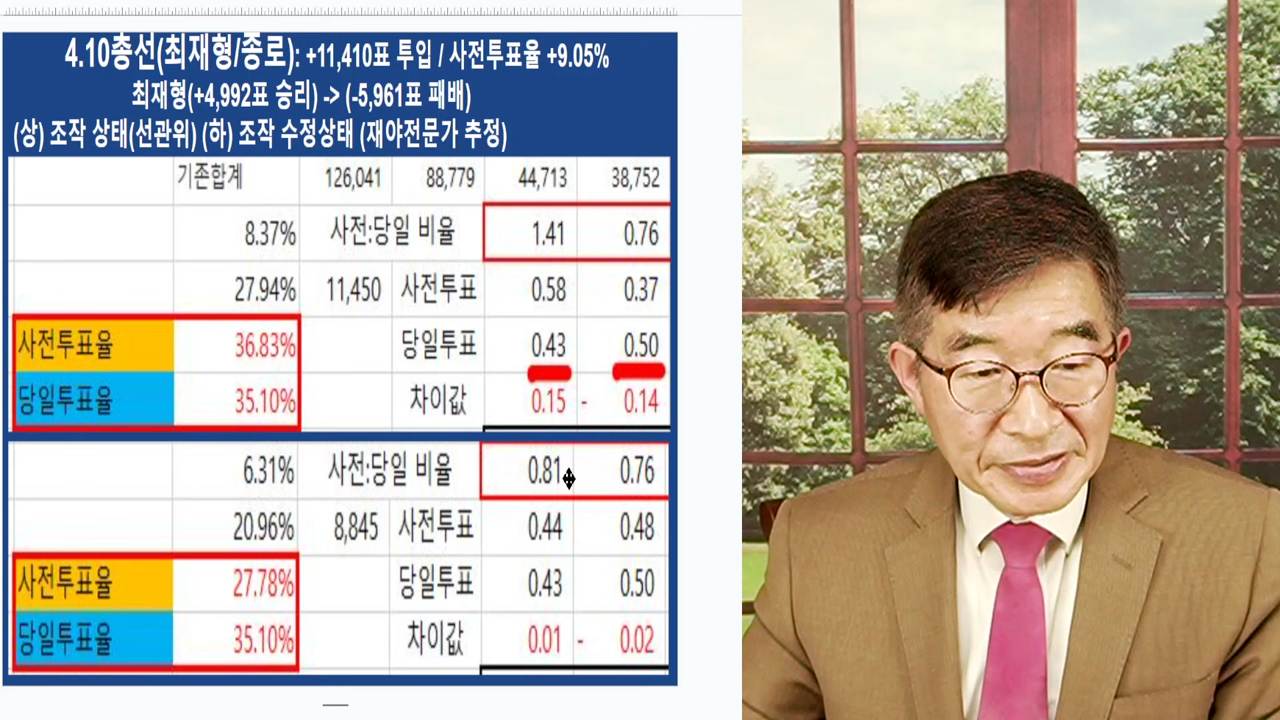 4.10총선(최재형/종로): +11,410표 투입 / 사전투표율 +9.05%
최재형(+4,992표 승리) -> (-5,961표 패배)
(상) 조작 상태(선관위) (하) 조작 수정상태 (재야전문가 추정)
기존합계 126,041 88,779 44,713 38,752
8.37% 사전:당일 비율 1.41 0.76
27.94% 11,450 사전투표 0.58 0.37
사전투표율 36.83% 당일투표 0.43 0.50
당일투표율 35.10% 차이값 0.15 - 0.14
6.31% 사전:당일 비율 0.81 0.76
20.96% 8,845 사전투표 0.44 0.48
사전투표율 27.78% 당일투표 0.43 0.50
당일투표율 35.10% 차이값 0.01 - 0.02